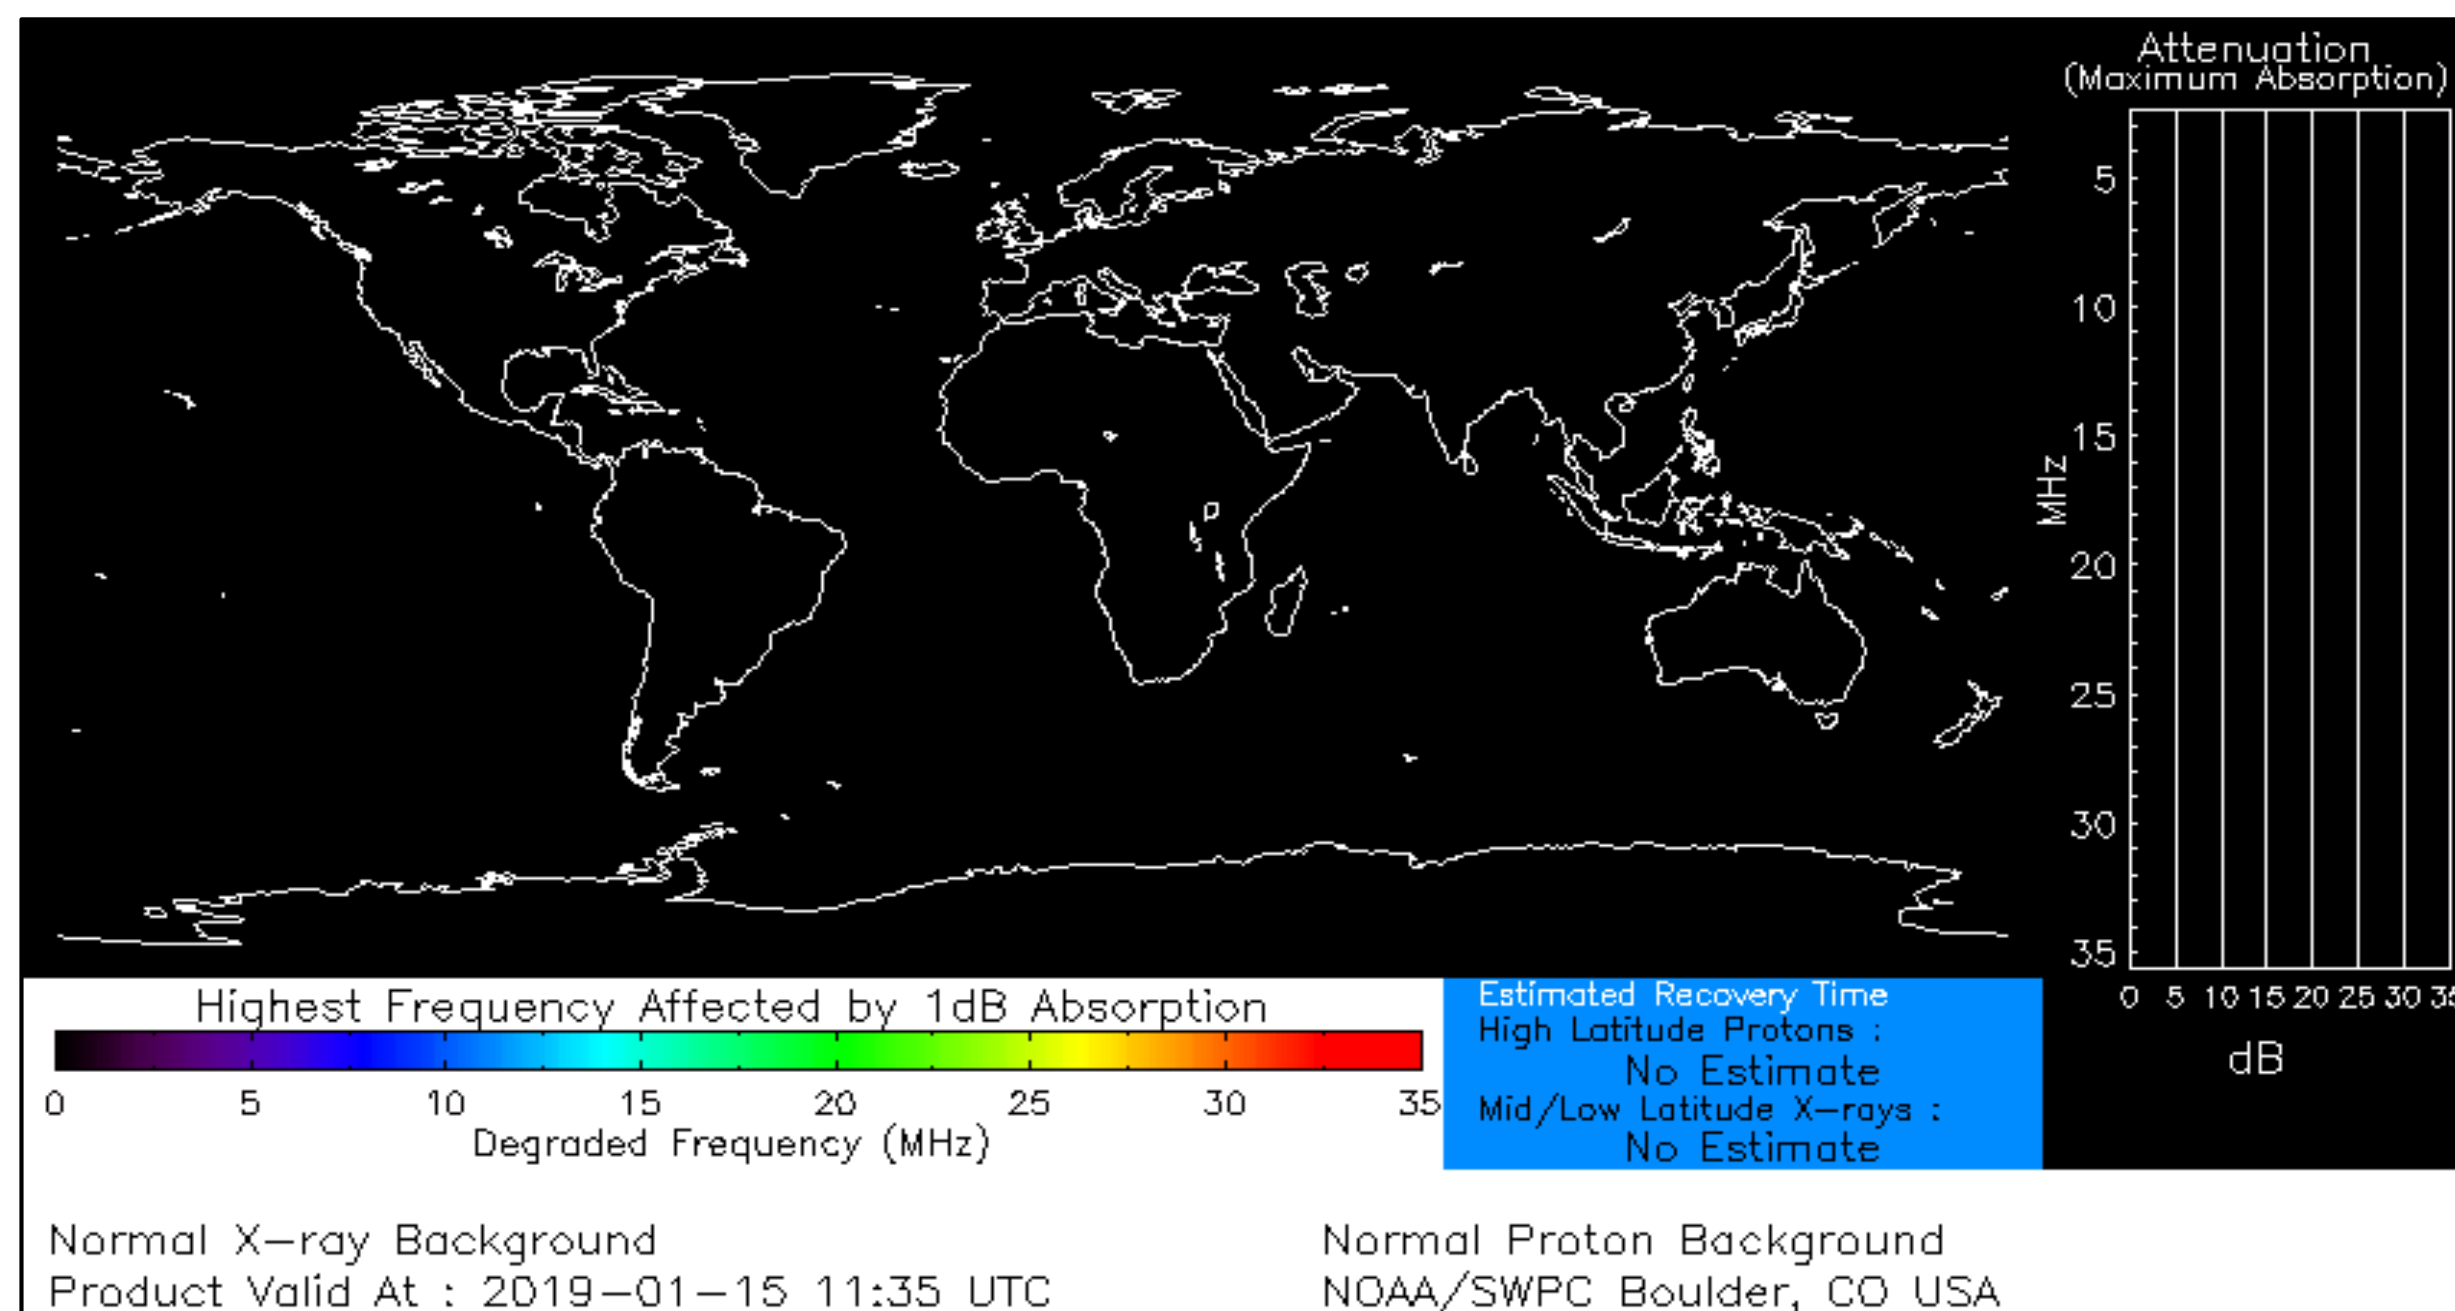 Attenuation
(Maximum Absorption)
5
10
15
20
25
30
35
MHz
0 5 10 15 20 25 30
dB
Highest Frequency Affected by 1dB Absorption
0 5 10 15 20 25 30 35
Degraded Frequency (MHz)
Estimated Recovery Time
High Latitude Protons :
No Estimate
Mid/Low Latitude X-rays :
No Estimate
Normal X-ray Background
Normal Proton Background
Product Valid At : 2019-01-15 11:35 UTC
NOAA/SWPC Boulder, CO USA